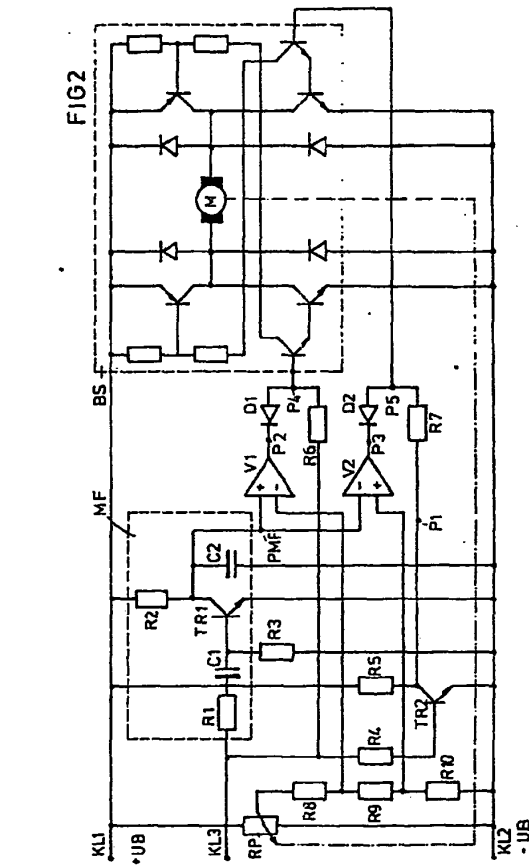 FIG2
BS
MF
M
KL1
+UB
KL3
RP
KL2
-UB
R1
C1
R2
TR1
C2
R3
PMF
V1
+
-
P2
D1
P4
R6
V2
-
+
P3
D2
P5
R7
P1
R5
R4
TR2
R8
R9
R10